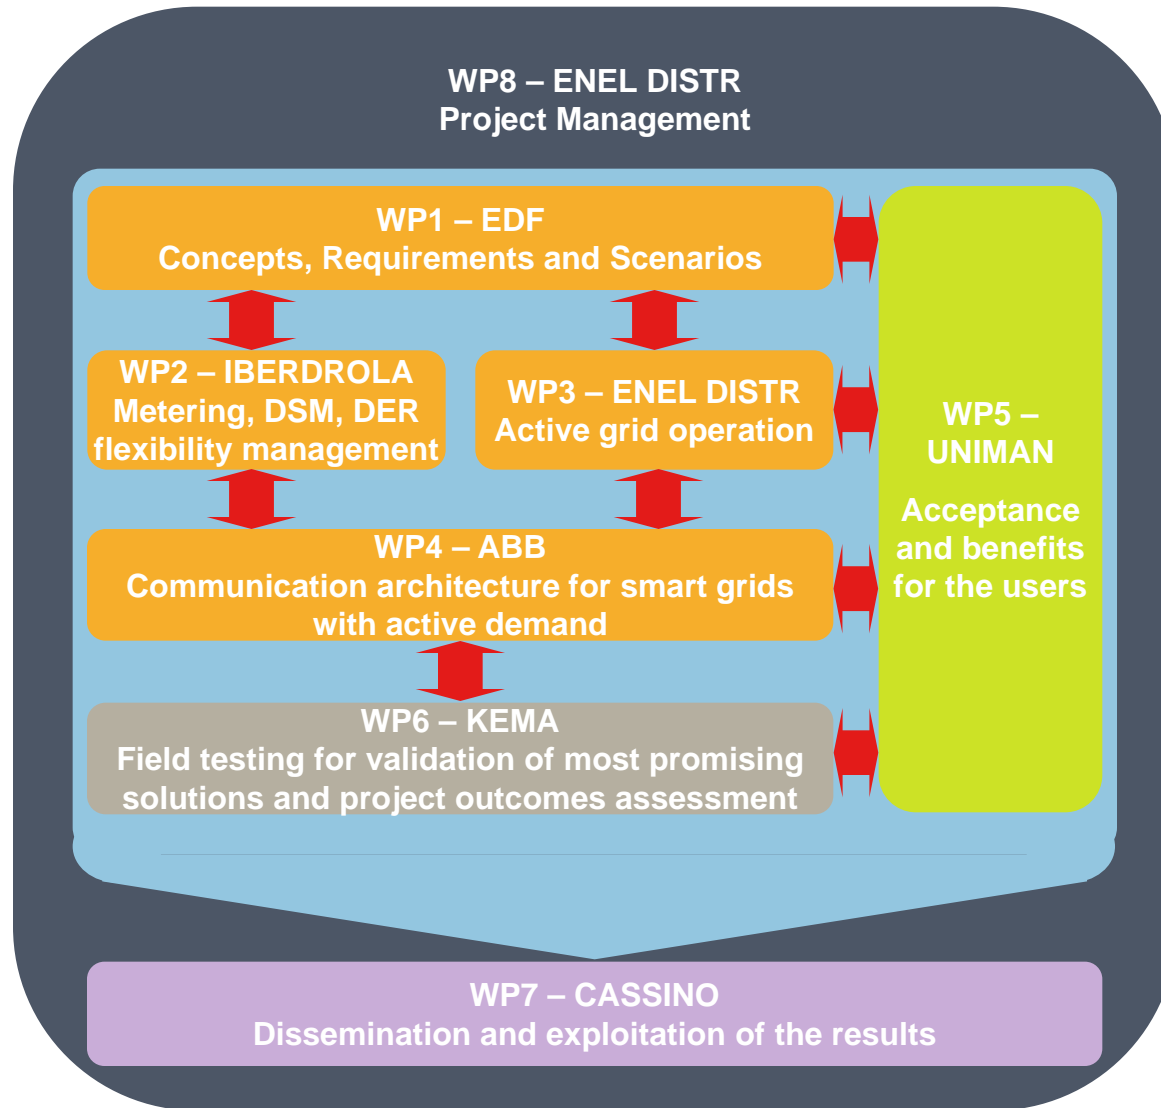 WP8 – ENEL DISTR
Project Management
WP1 – EDF
Concepts, Requirements and Scenarios
WP2 – IBERDROLA
Metering, DSM, DER
flexibility management
WP3 – ENEL DISTR
Active grid operation
WP5 –
UNIMAN
Acceptance
and benefits
for the users
WP4 – ABB
Communication architecture for smart grids
with active demand
WP6 – KEMA
Field testing for validation of most promising
solutions and project outcomes assessment
WP7 – CASSINO
Dissemination and exploitation of the results